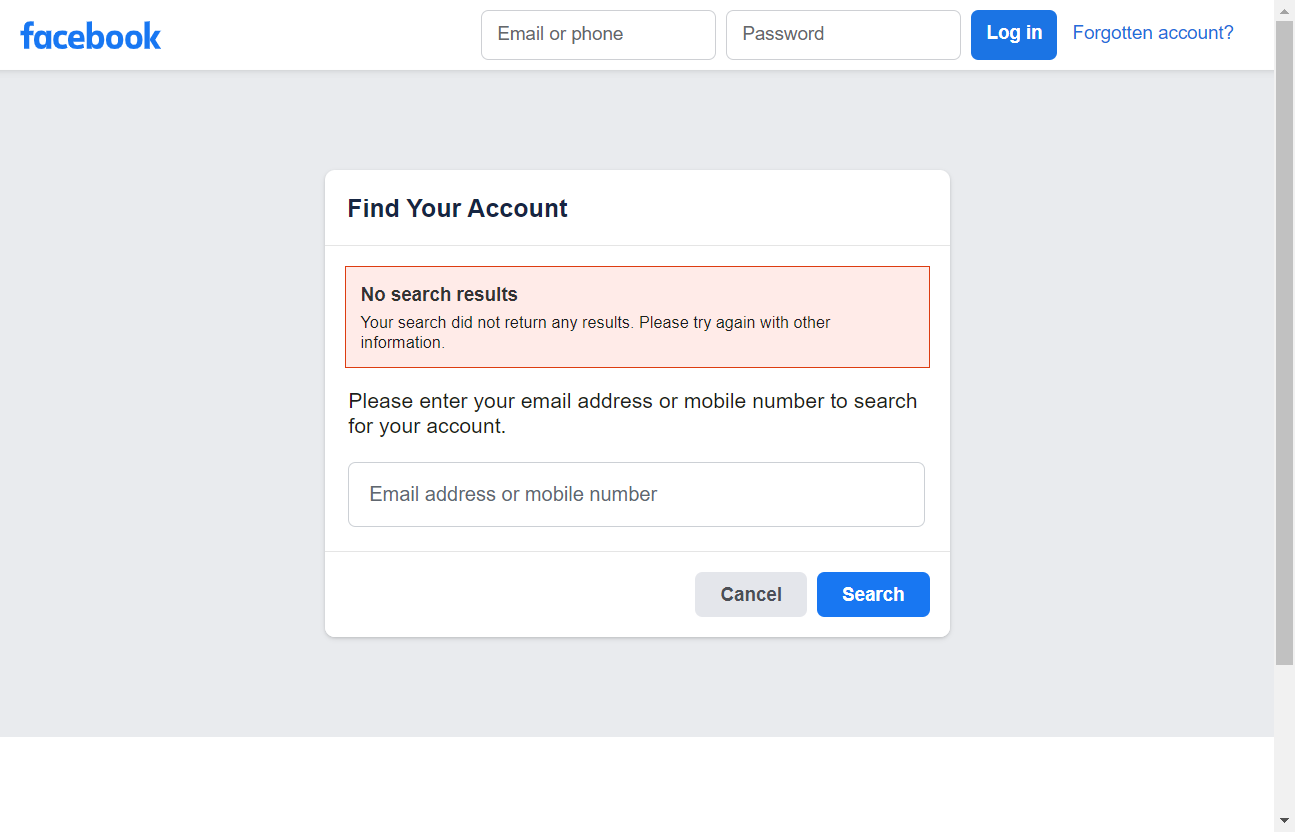 facebook
Email or phone
Password
Log in
Forgotten account?
Find Your Account
No search results
Your search did not return any results. Please try again with other
information.
Please enter your email address or mobile number to search
for your account.
Email address or mobile number
Cancel
Search